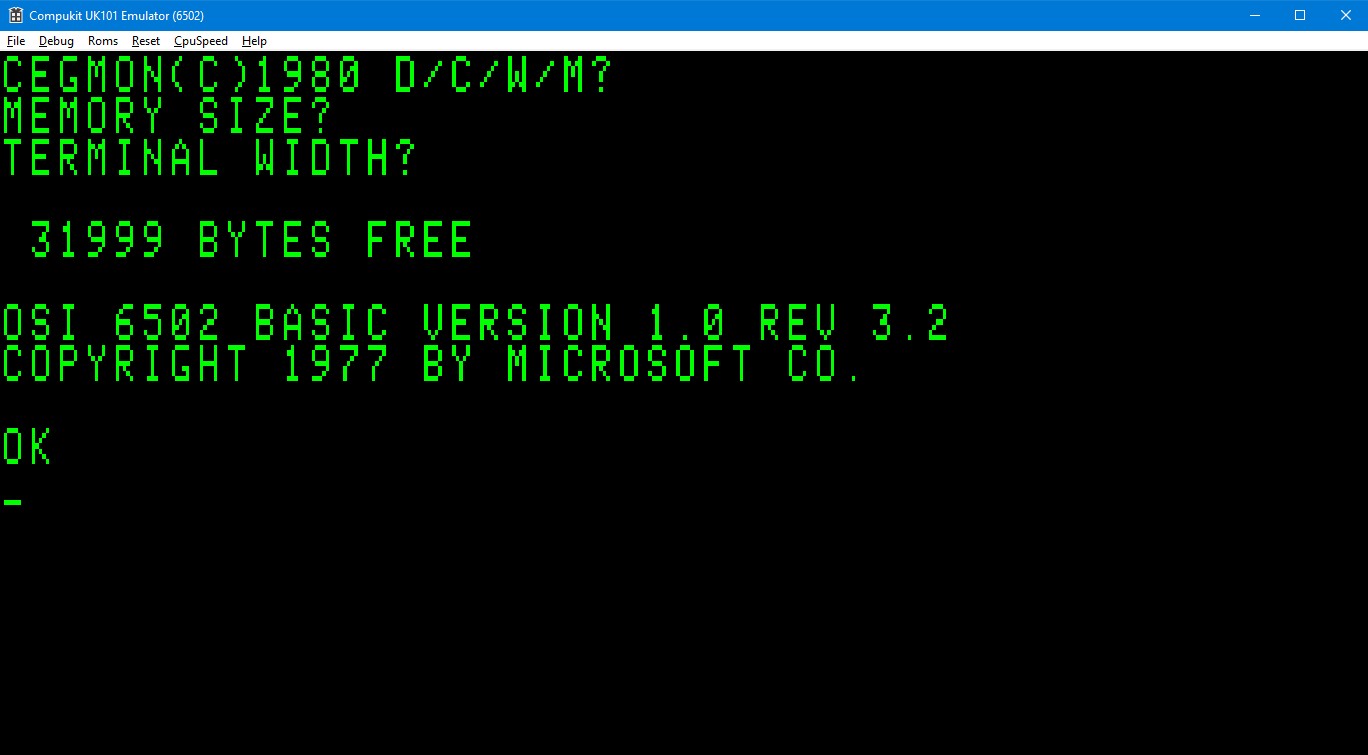 Compukit UK101 Emulator (6502)
File Debug Roms Reset CpuSpeed Help
CEGMON(C)1980 D/C/W/M?
MEMORY SIZE?
TERMINAL WIDTH?
31999 BYTES FREE
OSI 6502 BASIC VERSION 1.0 REV 3.2
COPYRIGHT 1977 BY MICROSOFT CO.
OK